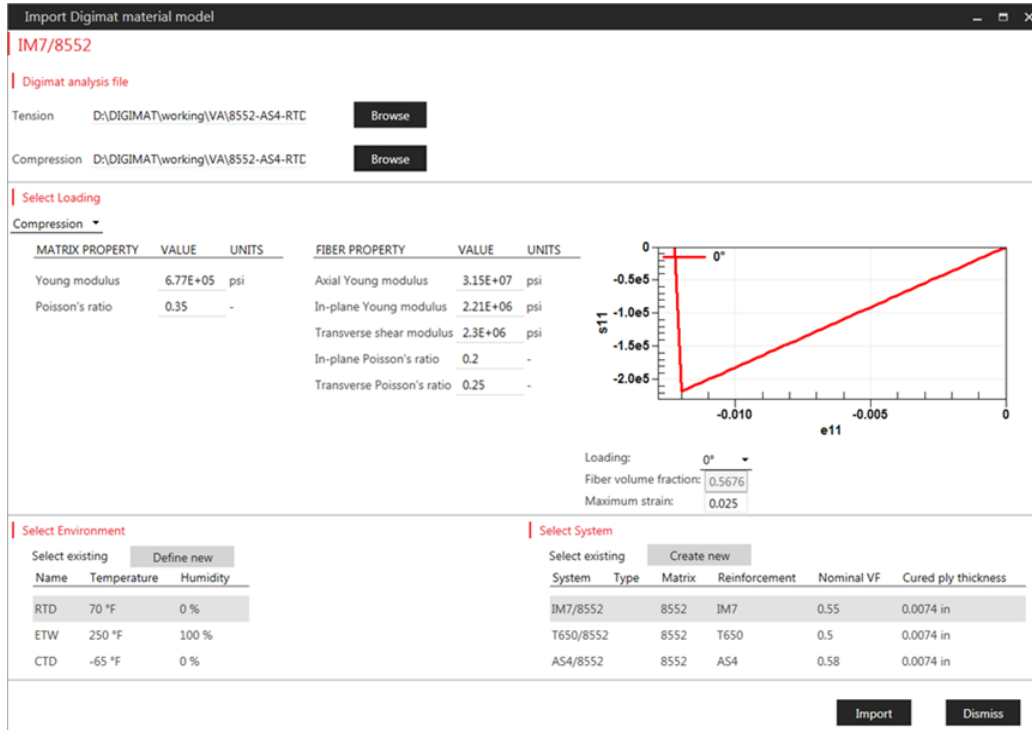 Import Digimat material model
IM7/8552
Digimat analysis file
Tension D:\DIGIMAT\working\VA\8552-AS4-RTD Browse
Compression D:\DIGIMAT\working\VA\8552-AS4-RTD Browse
Select Loading
Compression
MATRIX PROPERTY VALUE UNITS
Young modulus 6.77E+05 psi
Poisson's ratio 0.35 -
FIBER PROPERTY VALUE UNITS
Axial Young modulus 3.15E+07 psi
In-plane Young modulus 2.21E+06 psi
Transverse shear modulus 2.3E+06 psi
In-plane Poisson's ratio 0.2 -
Transverse Poisson's ratio 0.25 -
0°
s11
0
-0.5e5
-1.0e5
-1.5e5
-2.0e5
-0.010 -0.005 0
e11
Loading: 0°
Fiber volume fraction: 0.5676
Maximum strain: 0.025
Select Environment
Select existing Define new
Name Temperature Humidity
RTD 70 °F 0 %
ETW 250 °F 100 %
CTD -65 °F 0 %
Select System
Select existing Create new
System Type Matrix Reinforcement Nominal VF Cured ply thickness
IM7/8552 8552 IM7 0.55 0.0074 in
T650/8552 8552 T650 0.5 0.0074 in
AS4/8552 8552 AS4 0.58 0.0074 in
Import Dismiss